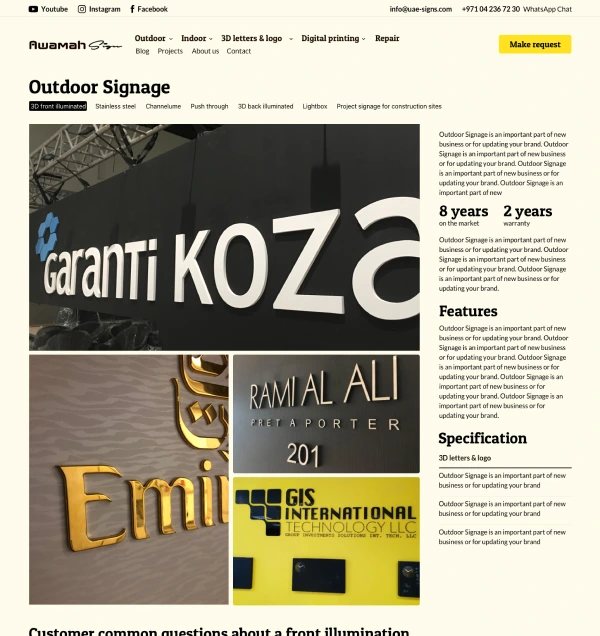 Youtube Instagram Facebook info@uae-signs.com +971 04 236 72 30 WhatsApp Chat
Awamah Sign
Outdoor Indoor 3D letters & logo Digital printing Repair
Blog Projects About us Contact
Make request
Outdoor Signage
3D front illuminated Stainless steel Channelume Push through 3D back illuminated Lightbox Project signage for construction sites
Garanti KOZA
Emi
RAMI AL ALI
PRET A PORTER
201
GIS
INTERNATIONAL
TECHNOLOGY LLC
GROUP INVESTMENTS SOLUTIONS INT. TECH. LLC
Outdoor Signage is an important part of new
business or for updating your brand. Outdoor
Signage is an important part of new business
or for updating your brand. Outdoor Signage
is an important part of new business or for
updating your brand. Outdoor Signage is an
important part of new
8 years 2 years
on the market warranty
Outdoor Signage is an important part of new
business or for updating your brand. Outdoor
Signage is an important part of new business
or for updating your brand. Outdoor Signage
is an important part of new business or for
updating your brand.
Features
Outdoor Signage is an important part of new
business or for updating your brand. Outdoor
Signage is an important part of new business
or for updating your brand. Outdoor Signage
is an important part of new business or for
updating your brand. Outdoor Signage is an
important part of new business or for
updating your brand. Outdoor Signage is an
important part of new business or for
updating your brand.
Specification
3D letters & logo
Outdoor Signage is an important part of new
business or for updating your brand
Outdoor Signage is an important part of new
business or for updating your brand
Outdoor Signage is an important part of new
business or for updating your brand
Customer common questions about a front illumination